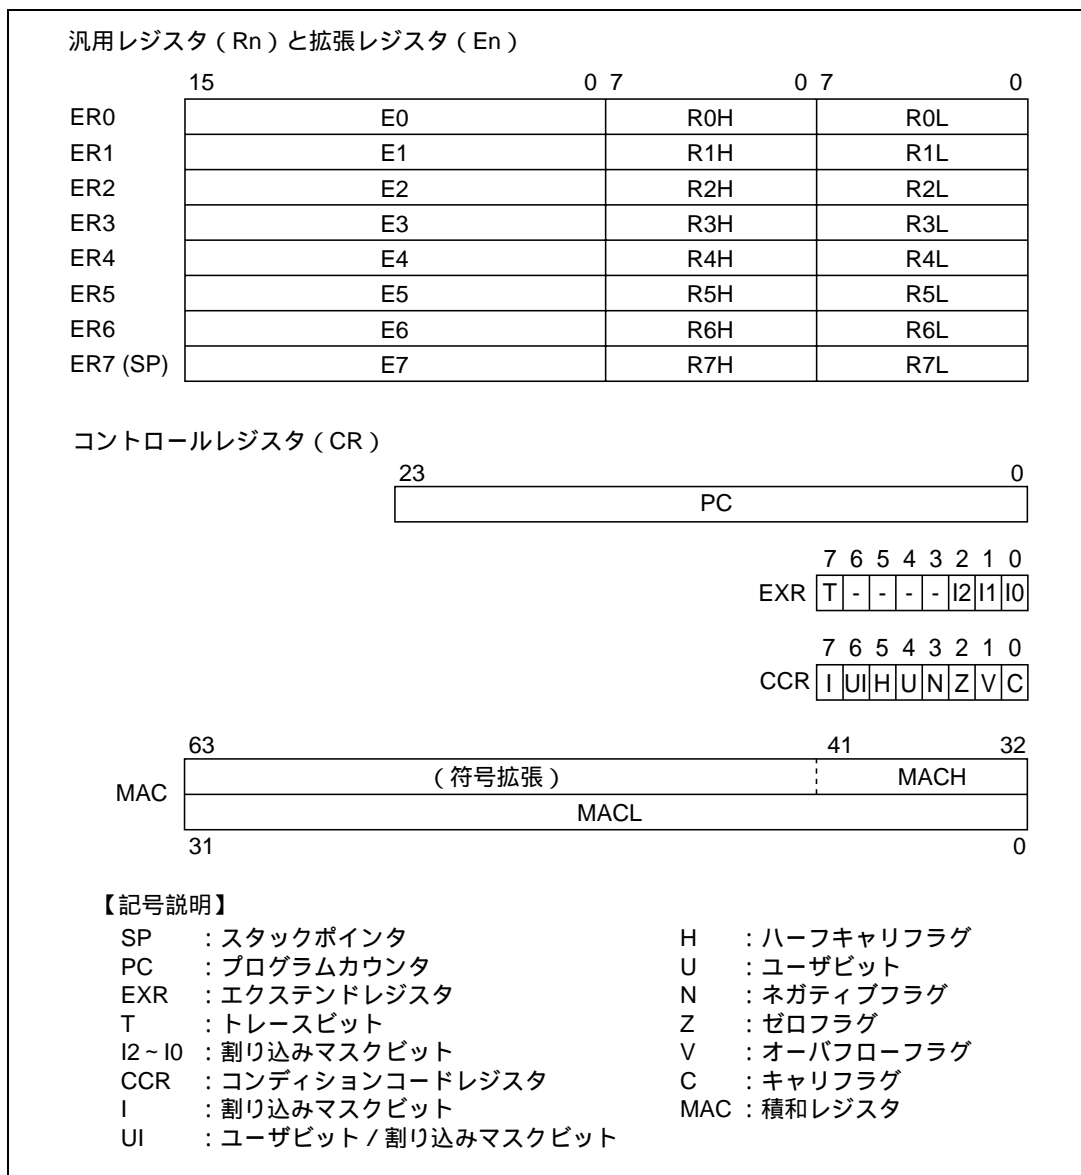 汎用レジスタ（Rn）と拡張レジスタ（En）
15 0 7 0 7 0
ER0 E0 R0H R0L
ER1 E1 R1H R1L
ER2 E2 R2H R2L
ER3 E3 R3H R3L
ER4 E4 R4H R4L
ER5 E5 R5H R5L
ER6 E6 R6H R6L
ER7 (SP) E7 R7H R7L
コントロールレジスタ（CR）
23 0
PC
7 6 5 4 3 2 1 0
EXR T - - - - I2 I1 I0
7 6 5 4 3 2 1 0
CCR I UI H U N Z V C
63 41 32
MAC （符号拡張） MACH
MACL
31 0
【記号説明】
SP ：スタックポインタ
PC ：プログラムカウンタ
EXR ：エクステンドレジスタ
T ：トレースビット
I2～I0 ：割り込みマスクビット
CCR ：コンディションコードレジスタ
I ：割り込みマスクビット
UI ：ユーザビット／割り込みマスクビット
H ：ハーフキャリフラグ
U ：ユーザビット
N ：ネガティブフラグ
Z ：ゼロフラグ
V ：オーバフローフラグ
C ：キャリフラグ
MAC ：積和レジスタ